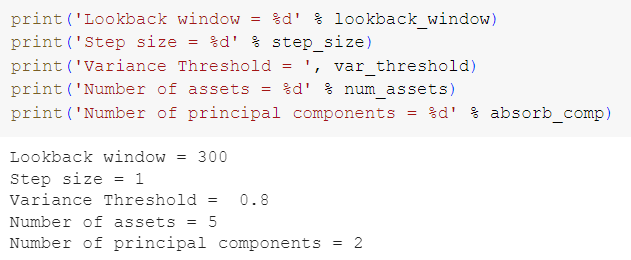 print('Lookback window = %d' % lookback_window)
print('Step size = %d' % step_size)
print('Variance Threshold = ', var_threshold)
print('Number of assets = %d' % num_assets)
print('Number of principal components = %d' % absorb_comp)
Lookback window = 300
Step size = 1
Variance Threshold =  0.8
Number of assets = 5
Number of principal components = 2